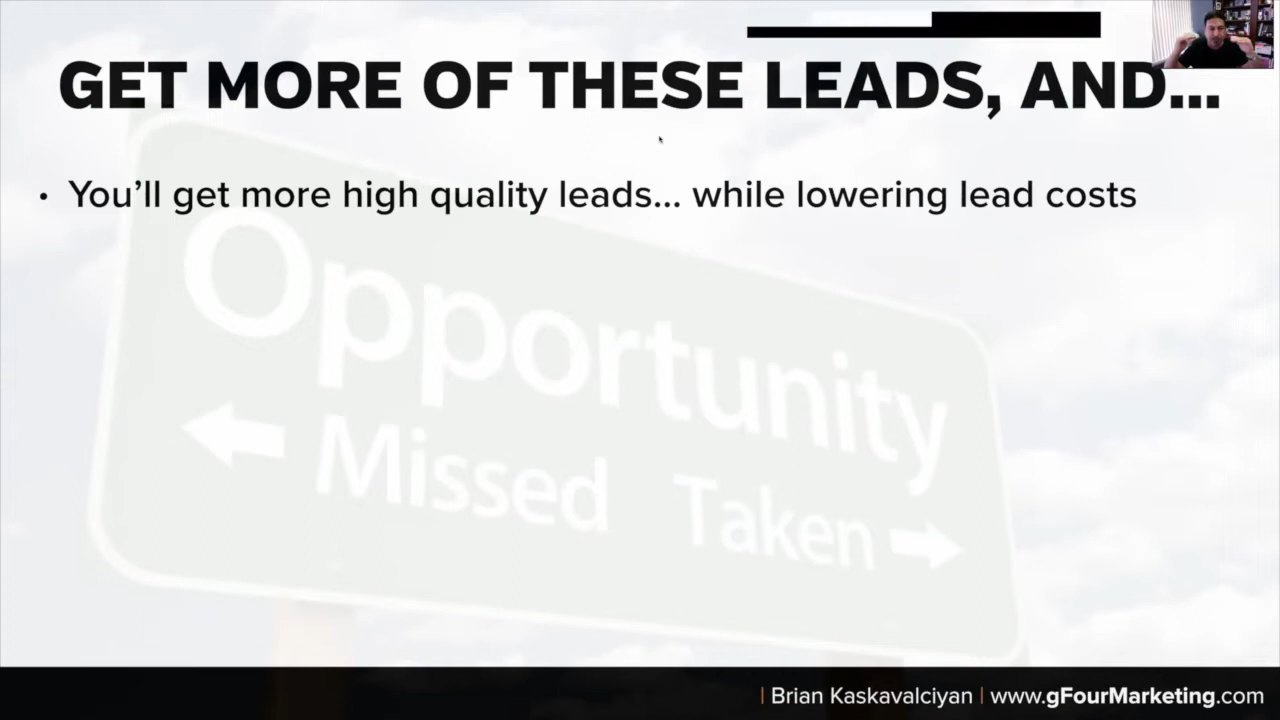 GET MORE OF THESE LEADS, AND...
• You’ll get more high quality leads... while lowering lead costs
Opportunity
Missed Taken
| Brian Kaskavalciyan | www.gFourMarketing.com